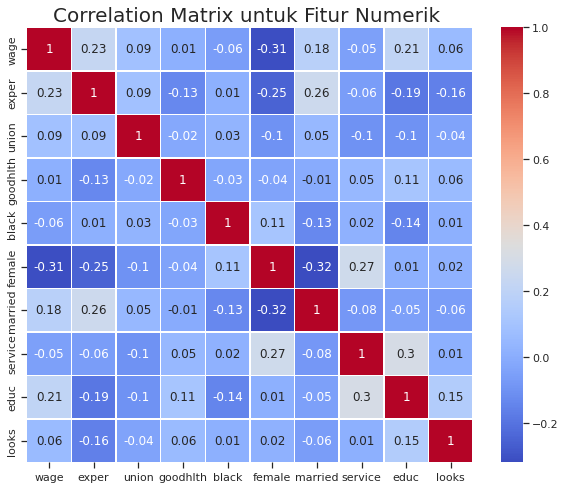 Correlation Matrix untuk Fitur Numerik
wage 1 0.23 0.09 0.01 -0.06 -0.31 0.18 -0.05 0.21 0.06
exper 0.23 1 0.09 -0.13 0.01 -0.25 0.26 -0.06 -0.19 -0.16
union 0.09 0.09 1 -0.02 0.03 -0.1 0.05 -0.1 -0.1 -0.04
goodhlth 0.01 -0.13 -0.02 1 -0.03 -0.04 -0.01 0.05 0.11 0.06
black -0.06 0.01 0.03 -0.03 1 0.11 -0.13 0.02 -0.14 0.01
female -0.31 -0.25 -0.1 -0.04 0.11 1 -0.32 0.27 0.01 0.02
married 0.18 0.26 0.05 -0.01 -0.13 -0.32 1 -0.08 -0.05 -0.06
service -0.05 -0.06 -0.1 0.05 0.02 0.27 -0.08 1 0.3 0.01
educ 0.21 -0.19 -0.1 0.11 -0.14 0.01 -0.05 0.3 1 0.15
looks 0.06 -0.16 -0.04 0.06 0.01 0.02 -0.06 0.01 0.15 1
wage exper union goodhlth black female married service educ looks
1.0
0.8
0.6
0.4
0.2
0.0
−0.2